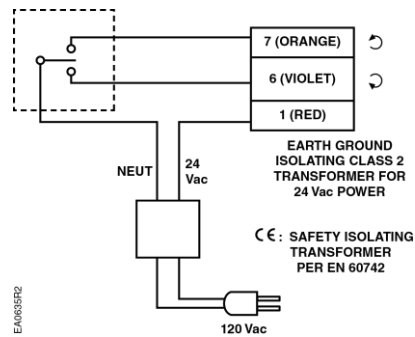 7 (ORANGE)
6 (VIOLET)
1 (RED)
NEUT
24
Vac
EARTH GROUND
ISOLATING CLASS 2
TRANSFORMER FOR
24 Vac POWER
CE: SAFETY ISOLATING
TRANSFORMER
PER EN 60742
120 Vac
EA0635R2